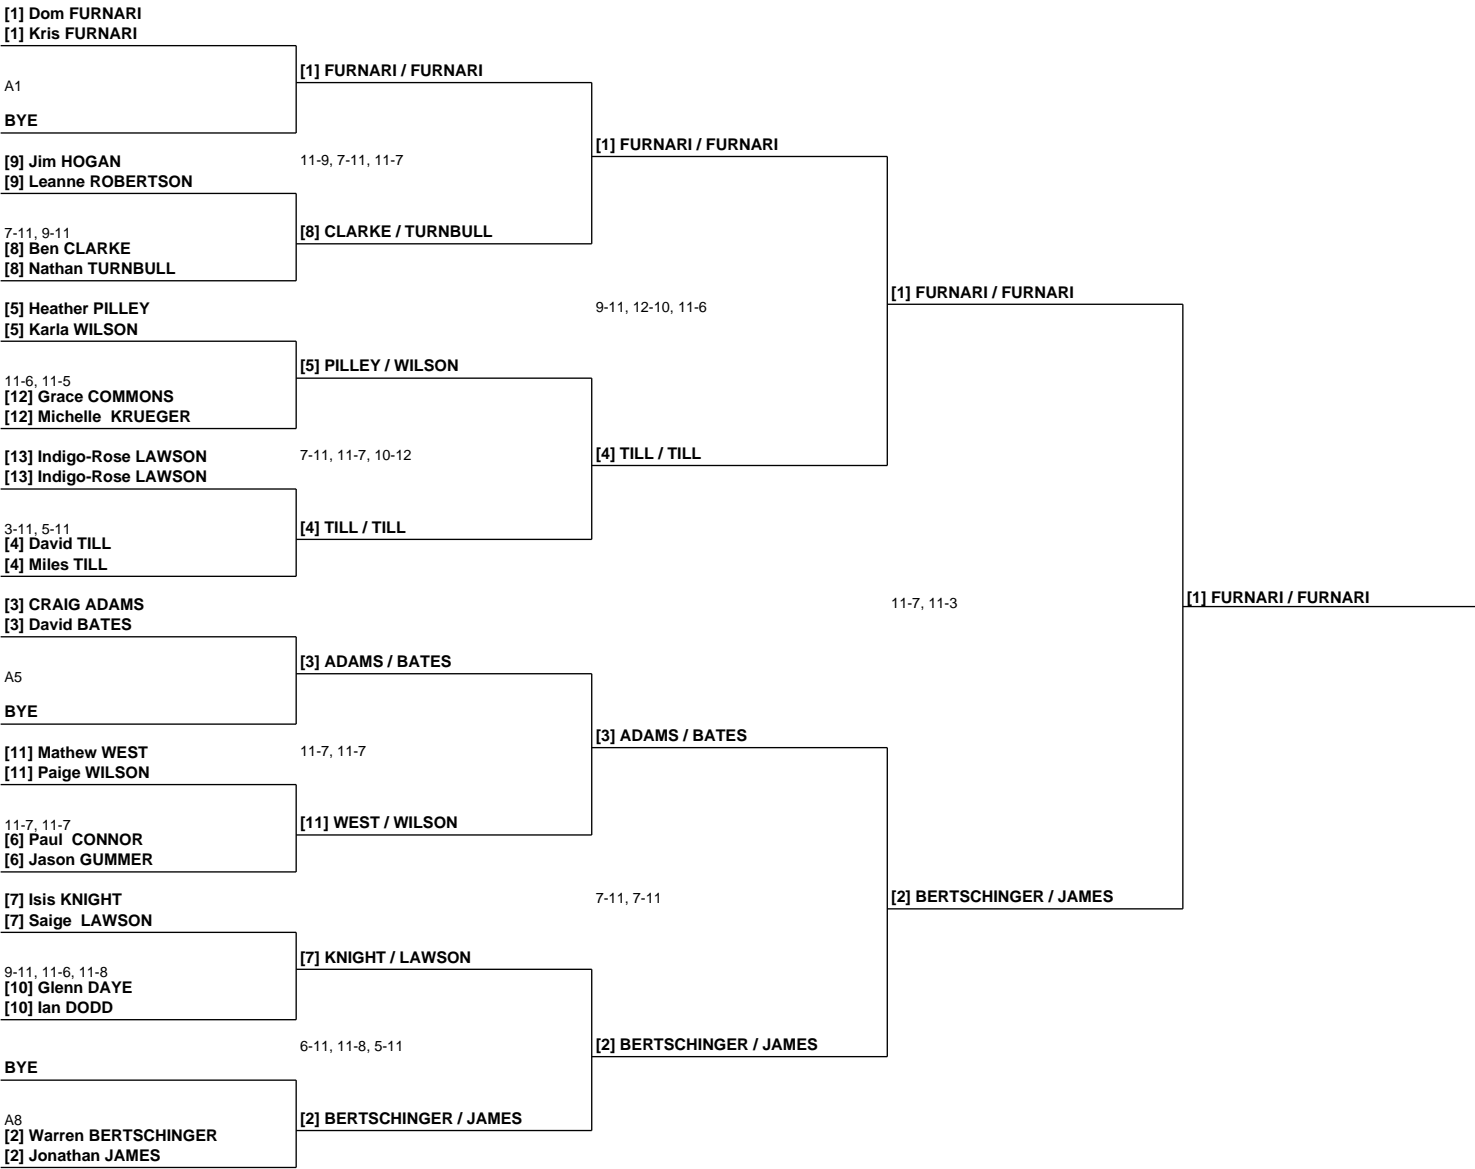 [1] Dom FURNARI
[1] Kris FURNARI
[1] FURNARI / FURNARI
A1
BYE
[1] FURNARI / FURNARI
[9] Jim HOGAN
11-9, 7-11, 11-7
[9] Leanne ROBERTSON
7-11, 9-11
[8] CLARKE / TURNBULL
[8] Ben CLARKE
[8] Nathan TURNBULL
[1] FURNARI / FURNARI
[5] Heather PILLEY
9-11, 12-10, 11-6
[5] Karla WILSON
[5] PILLEY / WILSON
11-6, 11-5
[12] Grace COMMONS
[12] Michelle  KRUEGER
[4] TILL / TILL
[13] Indigo-Rose LAWSON
7-11, 11-7, 10-12
[13] Indigo-Rose LAWSON
3-11, 5-11
[4] TILL / TILL
[4] David TILL
[4] Miles TILL
[1] FURNARI / FURNARI
[3] CRAIG ADAMS
11-7, 11-3
[3] David BATES
[3] ADAMS / BATES
A5
BYE
[3] ADAMS / BATES
[11] Mathew WEST
11-7, 11-7
[11] Paige WILSON
11-7, 11-7
[11] WEST / WILSON
[6] Paul  CONNOR
[6] Jason GUMMER
[2] BERTSCHINGER / JAMES
[7] Isis KNIGHT
7-11, 7-11
[7] Saige  LAWSON
[7] KNIGHT / LAWSON
9-11, 11-6, 11-8
[10] Glenn DAYE
[10] Ian DODD
[2] BERTSCHINGER / JAMES
6-11, 11-8, 5-11
BYE
A8
[2] BERTSCHINGER / JAMES
[2] Warren BERTSCHINGER
[2] Jonathan JAMES